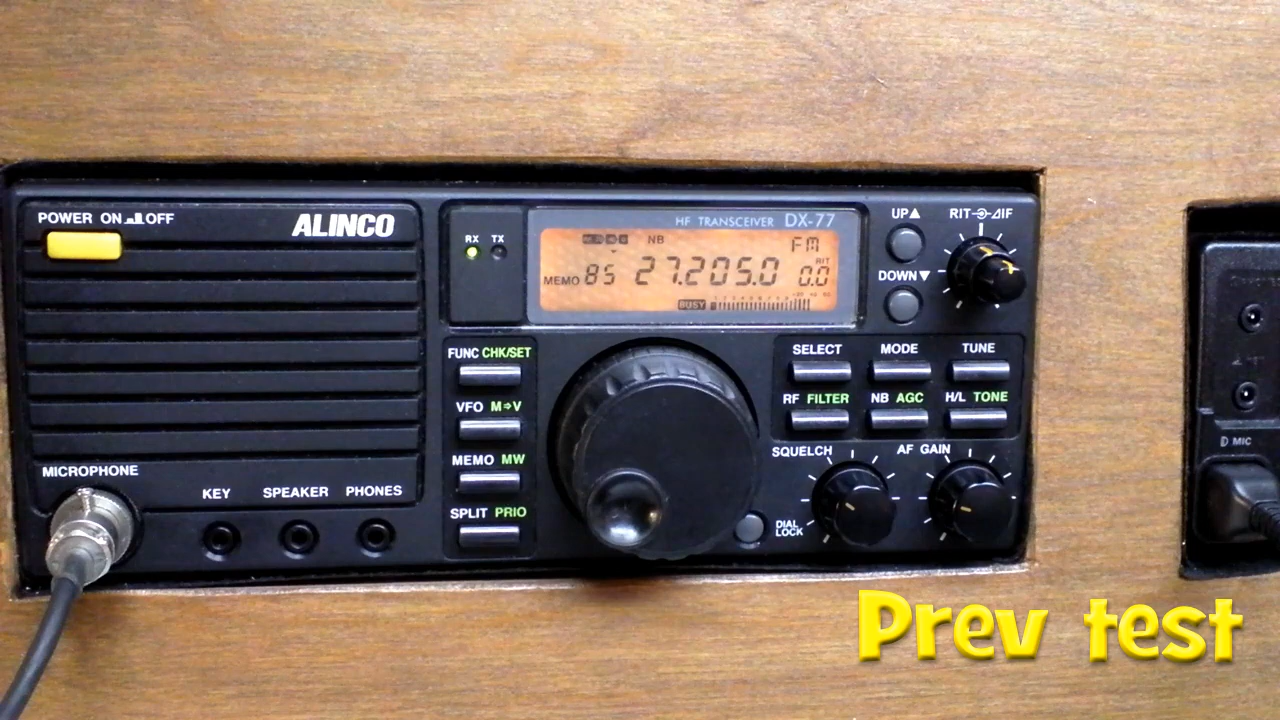 POWER ON OFF
ALINCO
RX TX
HF TRANSCEIVER DX-77
NB
FM
MEMO 85 27.205.0
RIT
0.0
BUSY
UP▲
DOWN▼
RIT IF
FUNC CHK/SET
VFO M⇨V
MEMO MW
SPLIT PRIO
SELECT MODE TUNE
RF FILTER NB AGC H/L TONE
SQUELCH AF GAIN
DIAL
LOCK
MICROPHONE
KEY SPEAKER PHONES
MIC
Prev test